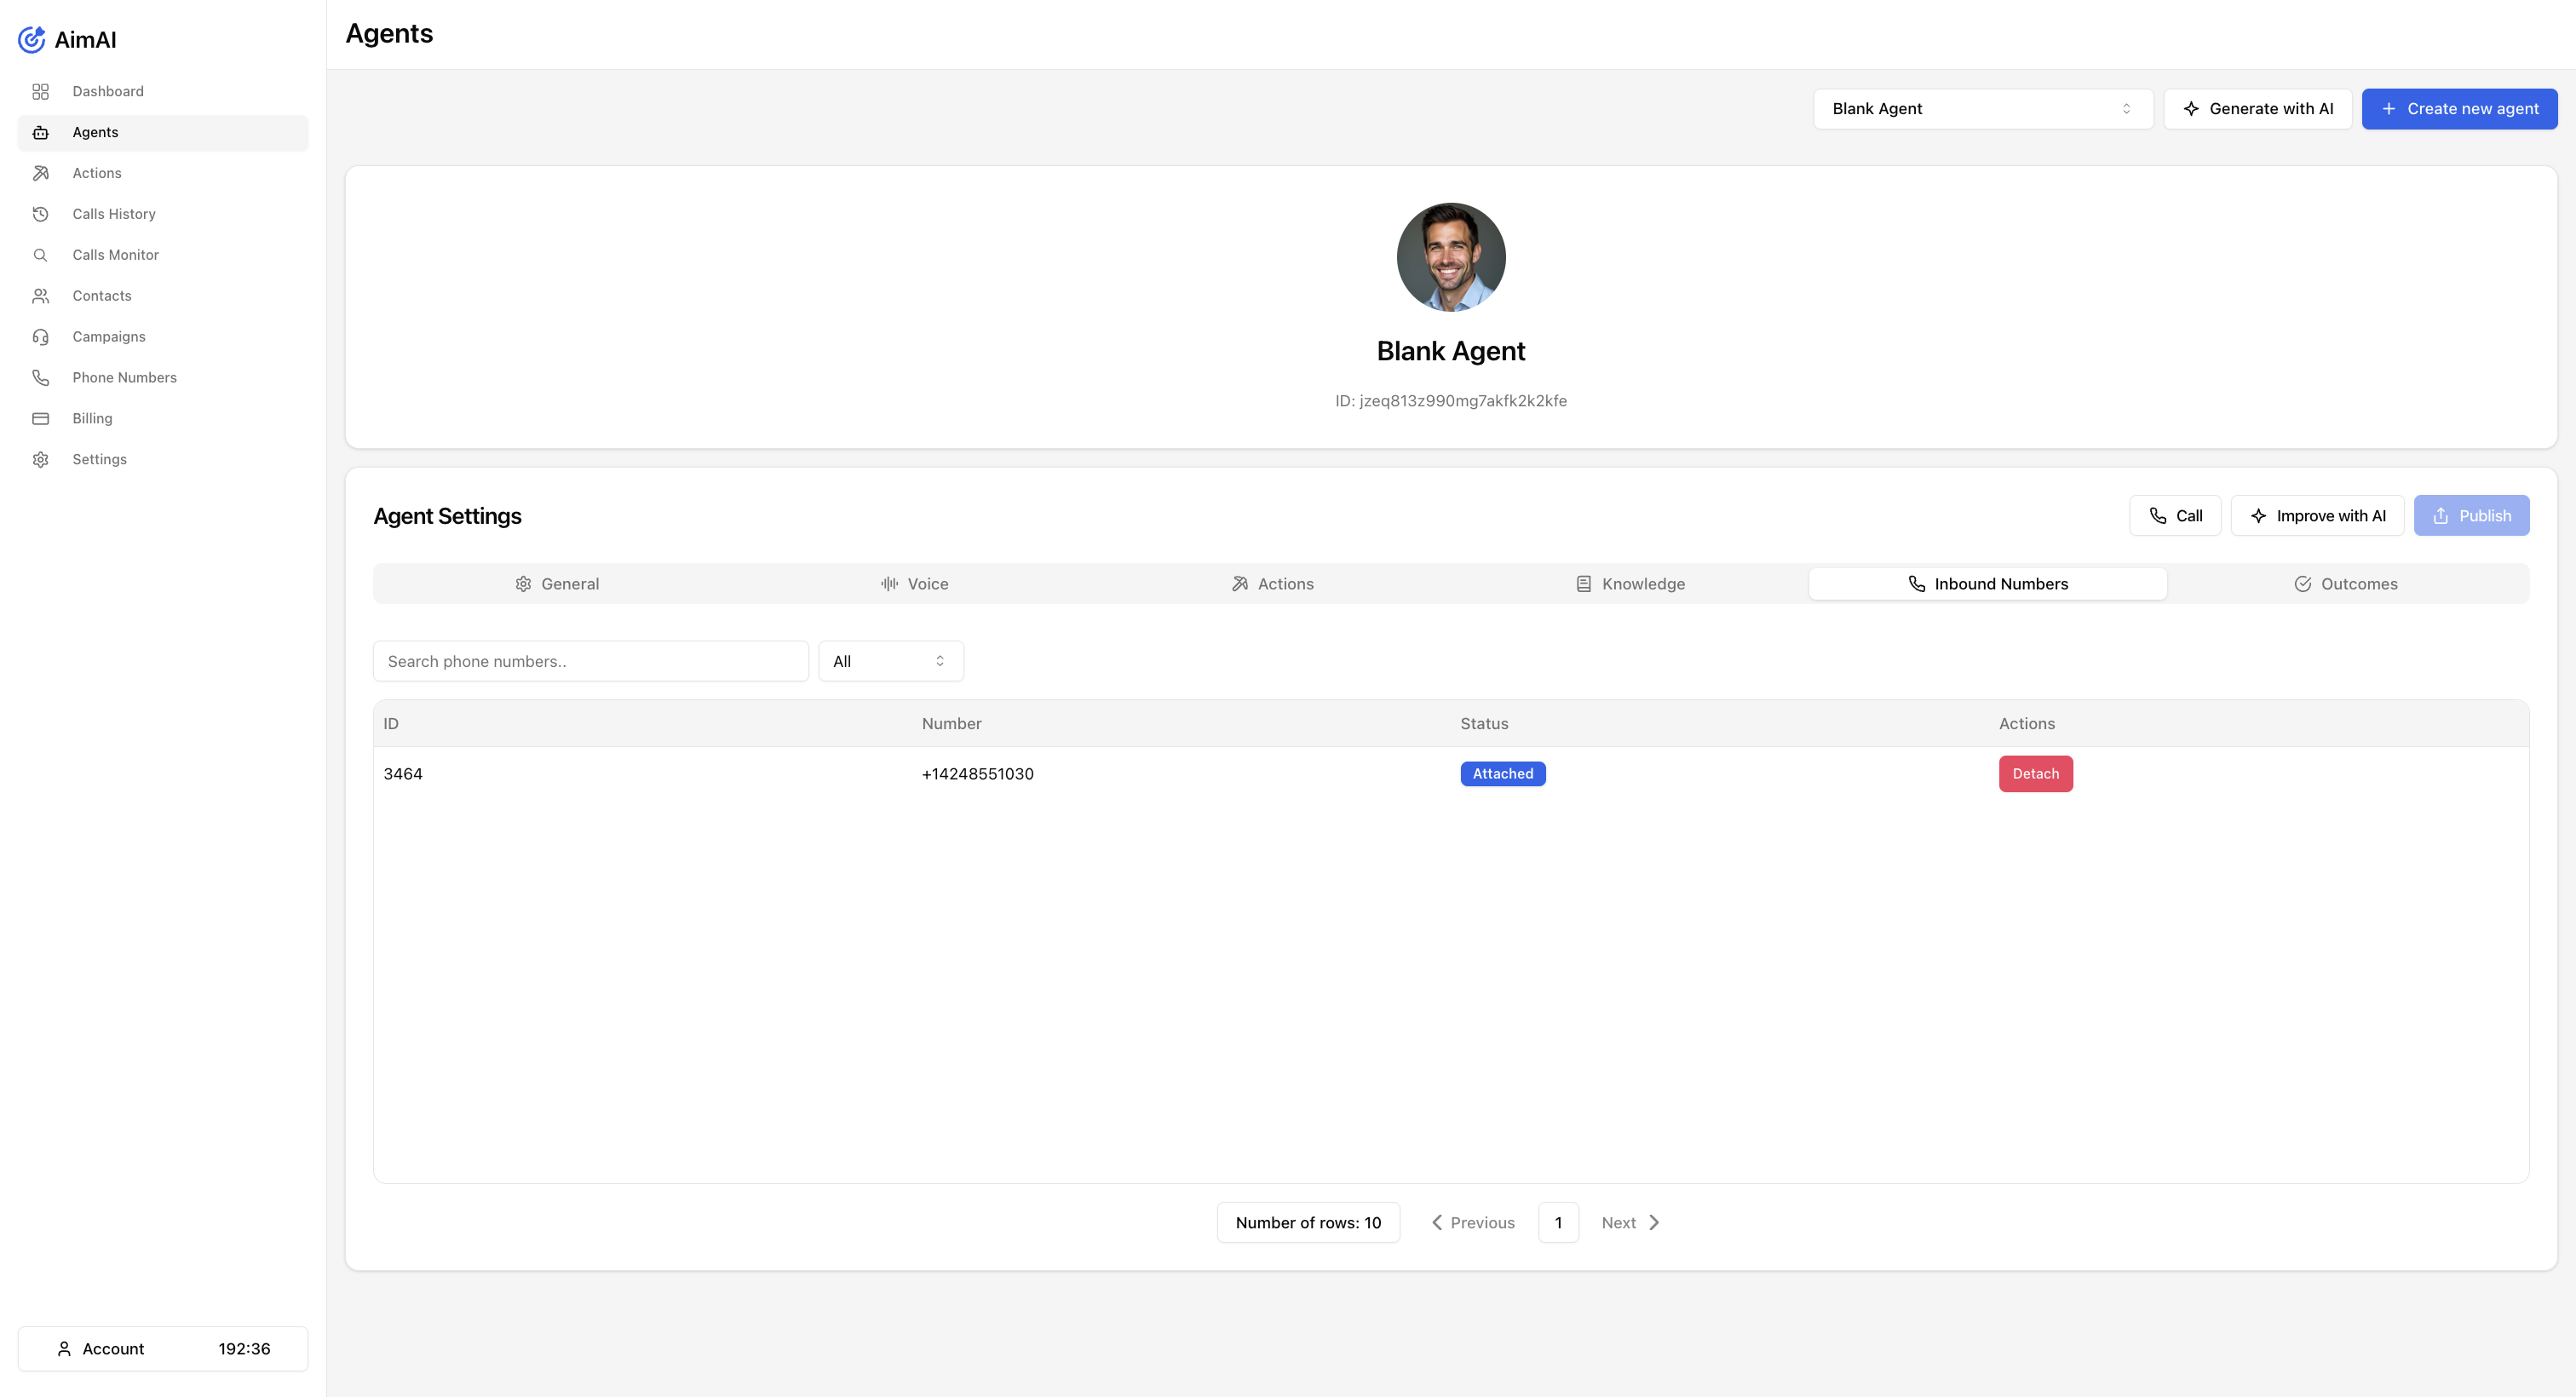 AimAI
Dashboard
Agents
Actions
Calls History
Calls Monitor
Contacts
Campaigns
Phone Numbers
Billing
Settings
Account 192:36
Agents
Blank Agent Generate with AI Create new agent
Blank Agent
ID: jzeq813z990mg7akfk2k2kfe
Agent Settings Call Improve with AI Publish
General Voice Actions Knowledge Inbound Numbers Outcomes
Search phone numbers.. All
ID Number Status Actions
3464 +14248551030 Attached Detach
Number of rows: 10 Previous 1 Next